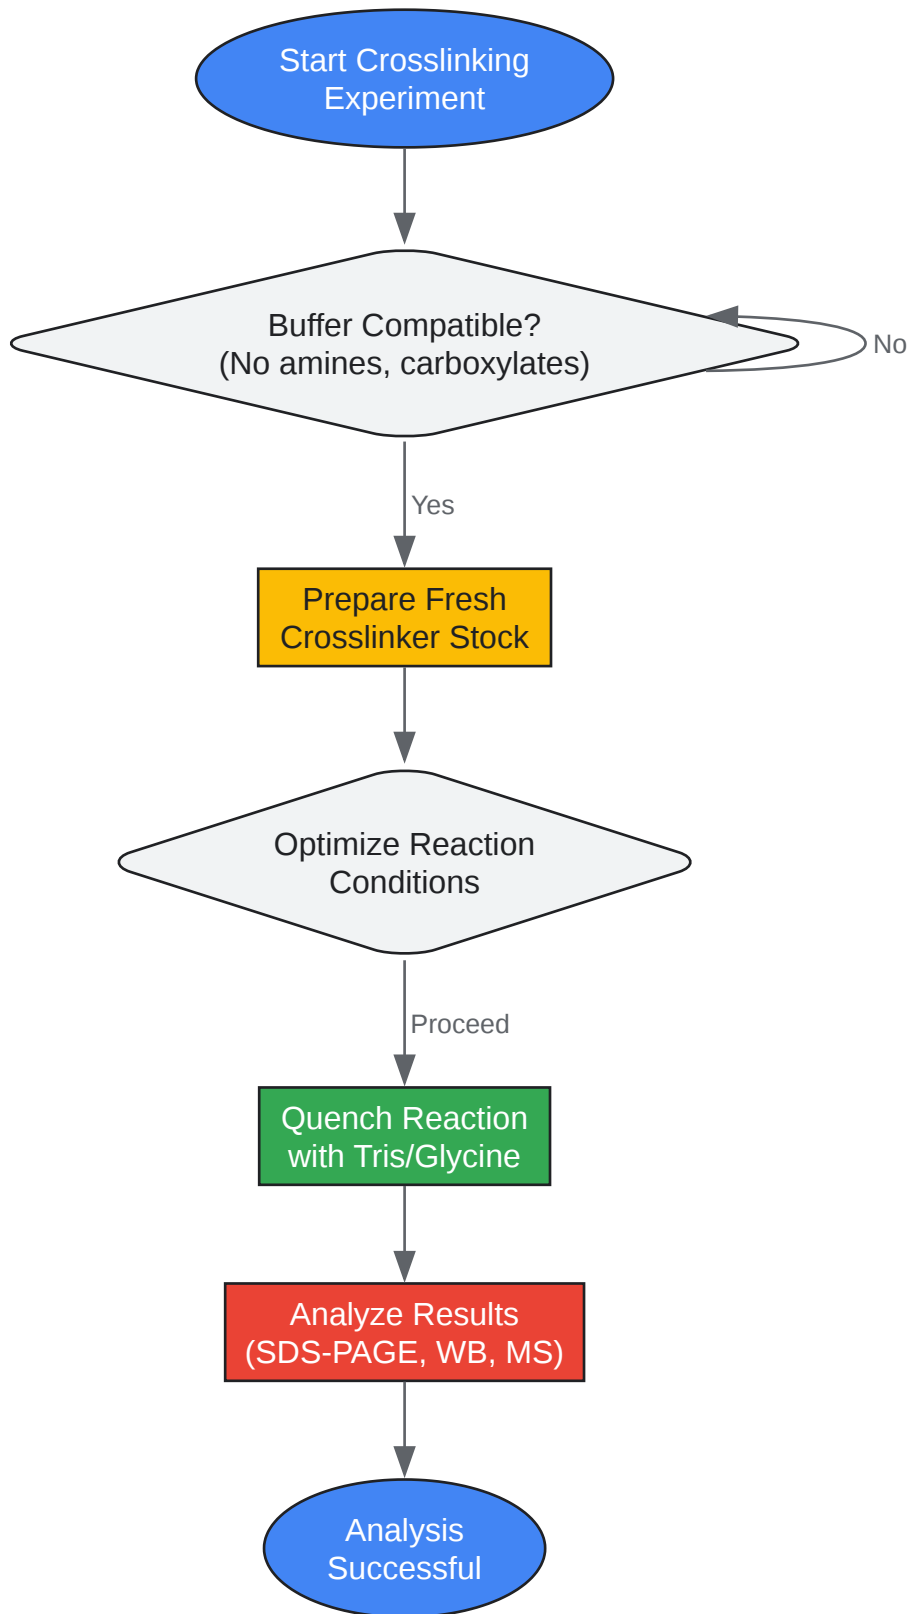 Start Crosslinking
Experiment
Buffer Compatible?
(No amines, carboxylates)
No
Yes
Prepare Fresh
Crosslinker Stock
Optimize Reaction
Conditions
Proceed
Quench Reaction
with Tris/Glycine
Analyze Results
(SDS-PAGE, WB, MS)
Analysis
Successful